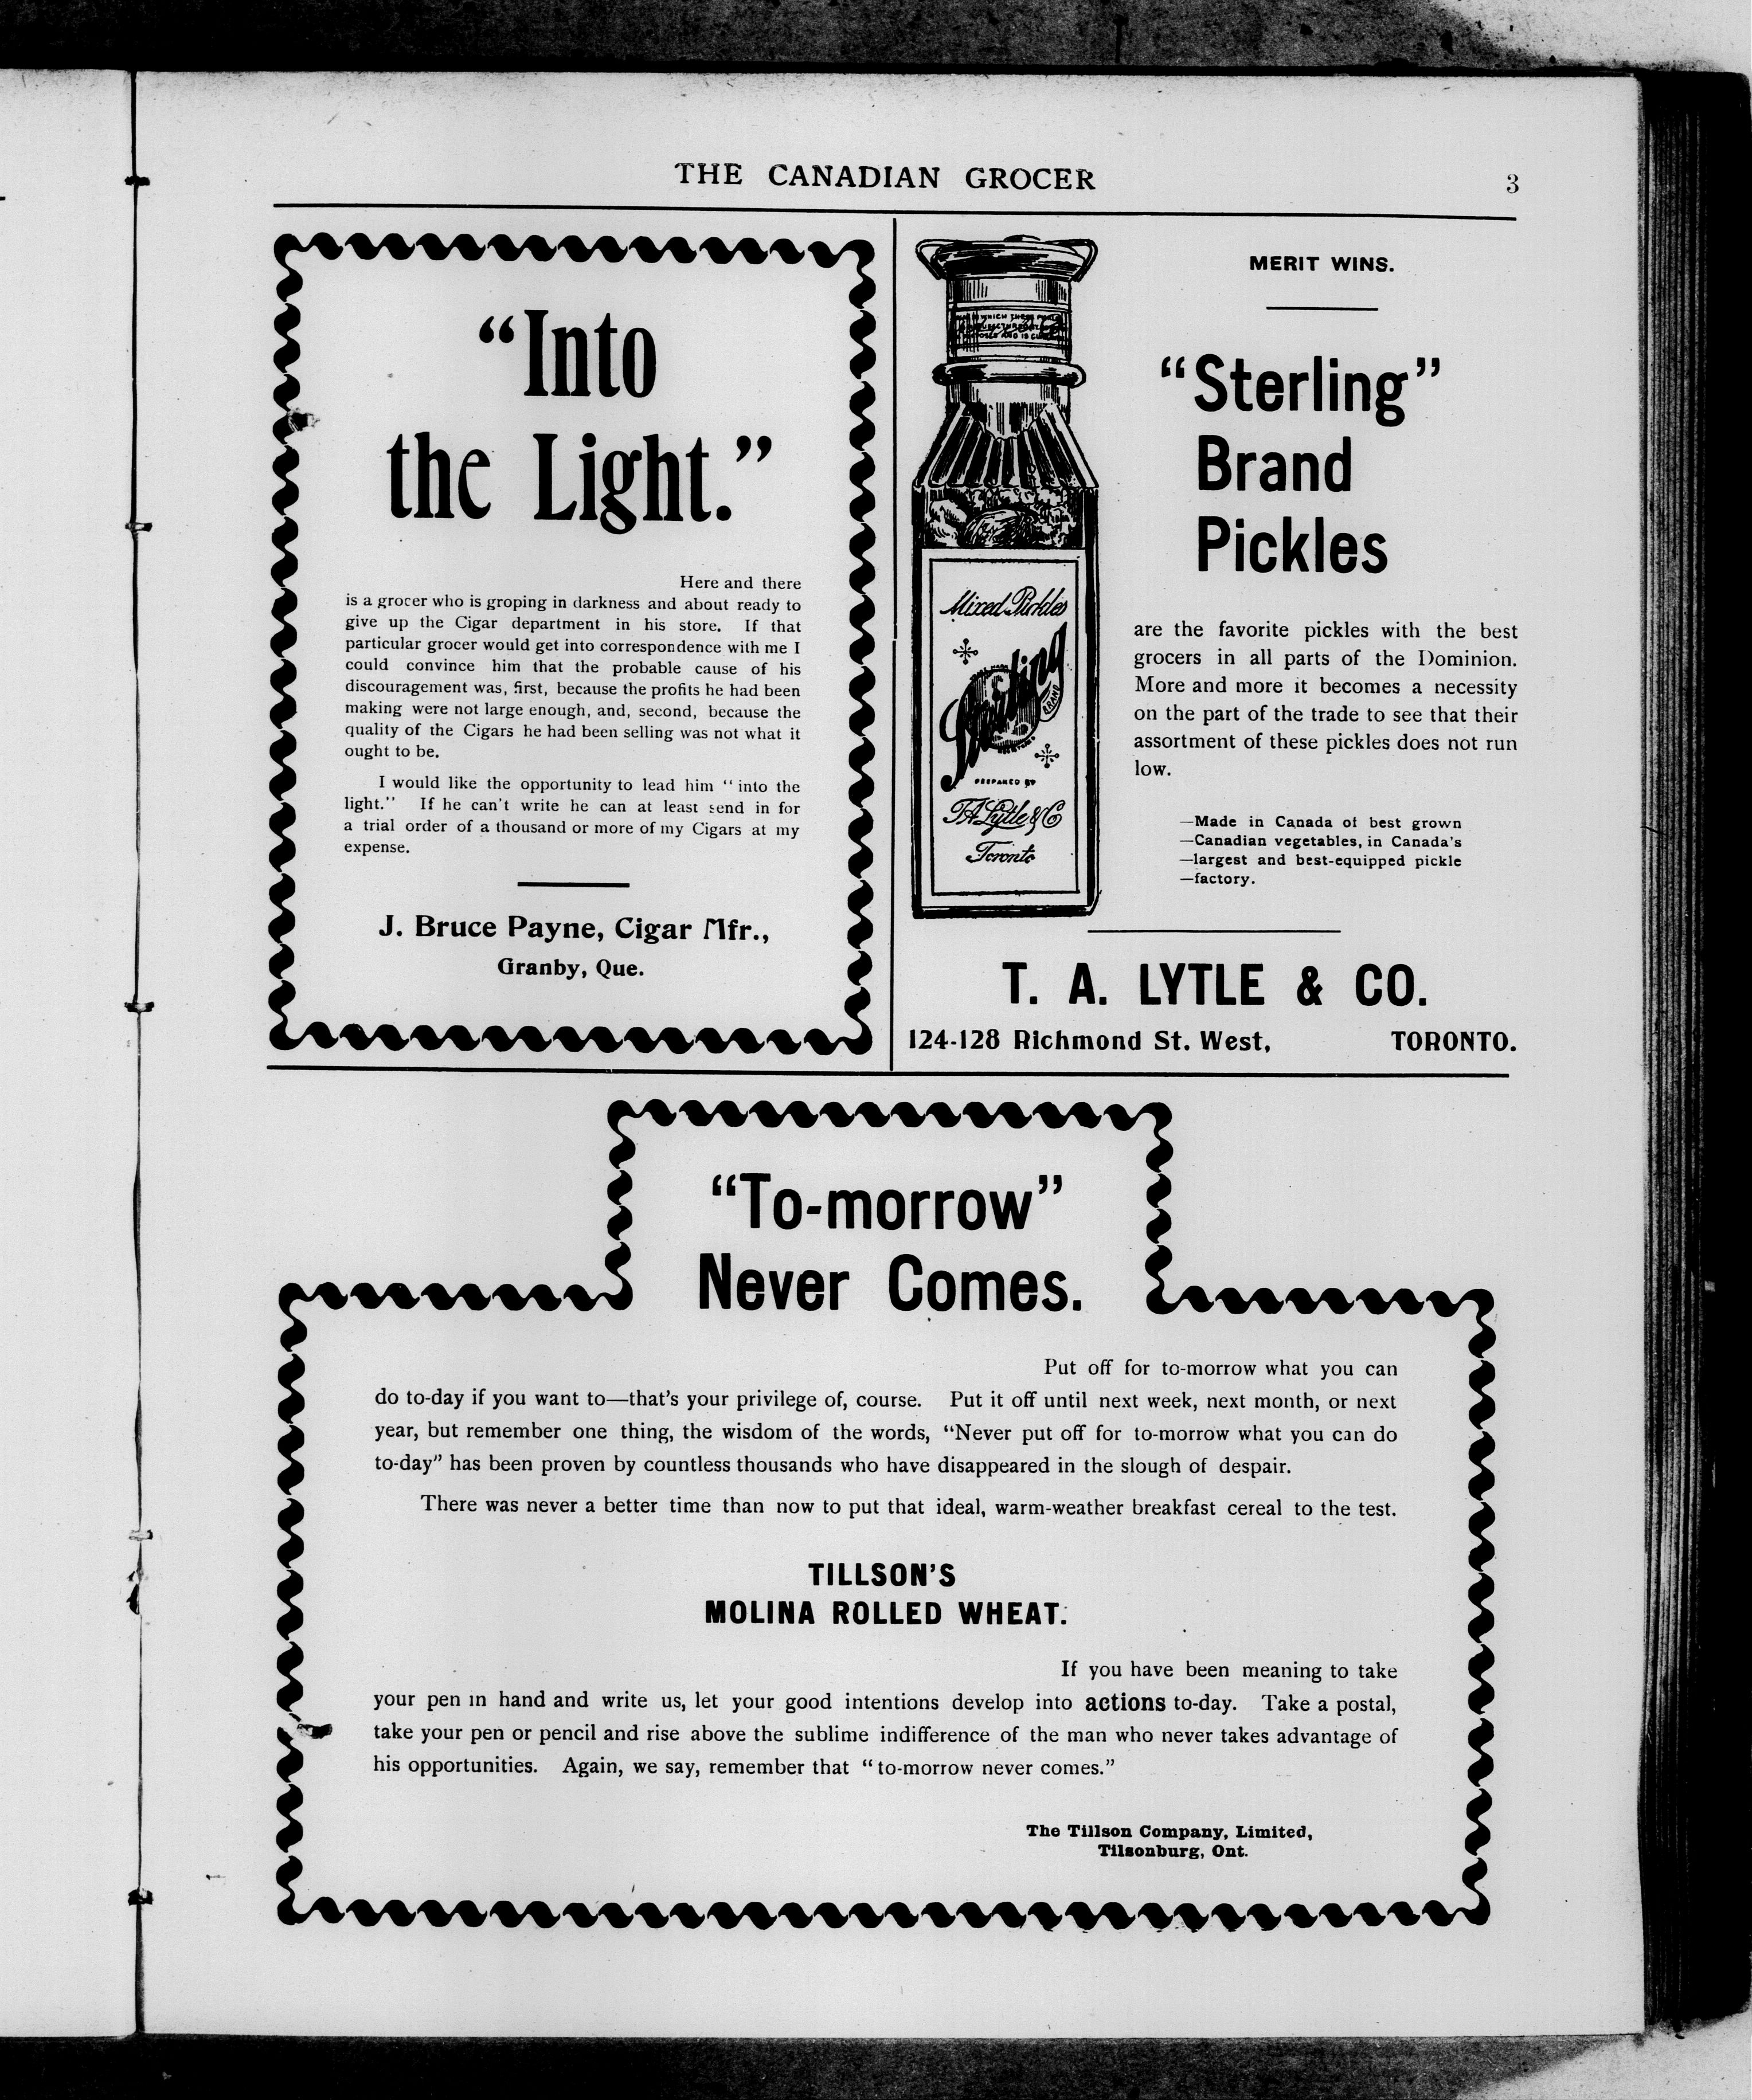 THE CANADIAN GROCER
3
“Into
the Light.”
Here and there
is a grocer who is groping in darkness and about ready to
give up the Cigar department in his store. If that
particular grocer would get into correspondence with me I
could convince him that the probable cause of his
discouragement was, first, because the profits he had been
making were not large enough, and, second, because the
quality of the Cigars he had been selling was not what it
ought to be.
I would like the opportunity to lead him “into the
light.” If he can't write he can at least send in for
a trial order of a thousand or more of my Cigars at my
expense.
J. Bruce Payne, Cigar Mfr.,
Granby, Que.
Mixed Pickles
Sterling
BRAND
PREPARED BY
T.A. Lytle & Co
Toronto
MERIT WINS.
“Sterling”
Brand
Pickles
are the favorite pickles with the best
grocers in all parts of the Dominion.
More and more it becomes a necessity
on the part of the trade to see that their
assortment of these pickles does not run
low.
—Made in Canada of best grown
—Canadian vegetables, in Canada's
—largest and best-equipped pickle
—factory.
T. A. LYTLE & CO.
124-128 Richmond St. West, TORONTO.
“To-morrow”
Never Comes.
Put off for to-morrow what you can
do to-day if you want to—that's your privilege of, course. Put it off until next week, next month, or next
year, but remember one thing, the wisdom of the words, “Never put off for to-morrow what you can do
to-day” has been proven by countless thousands who have disappeared in the slough of despair.
There was never a better time than now to put that ideal, warm-weather breakfast cereal to the test.
TILLSON'S
MOLINA ROLLED WHEAT.
If you have been meaning to take
your pen in hand and write us, let your good intentions develop into actions to-day. Take a postal,
take your pen or pencil and rise above the sublime indifference of the man who never takes advantage of
his opportunities. Again, we say, remember that “to-morrow never comes.”
The Tillson Company, Limited,
Tilsonburg, Ont.